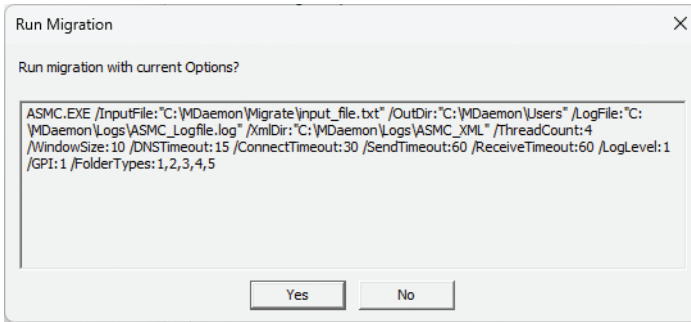 Run Migration
Run migration with current Options?
ASMC.EXE /InputFile:"C:\MDaemon\Migrate\input_file.txt" /OutDir:"C:\MDaemon\Users" /LogFile:"C:
\MDaemon\Logs\ASMC_Logfile.log" /XmlDir:"C:\MDaemon\Logs\ASMC_XML" /ThreadCount:4
/WindowSize:10 /DNSTimeout:15 /ConnectTimeout:30 /SendTimeout:60 /ReceiveTimeout:60 /LogLevel:1
/GPI:1 /FolderTypes:1,2,3,4,5
Yes No